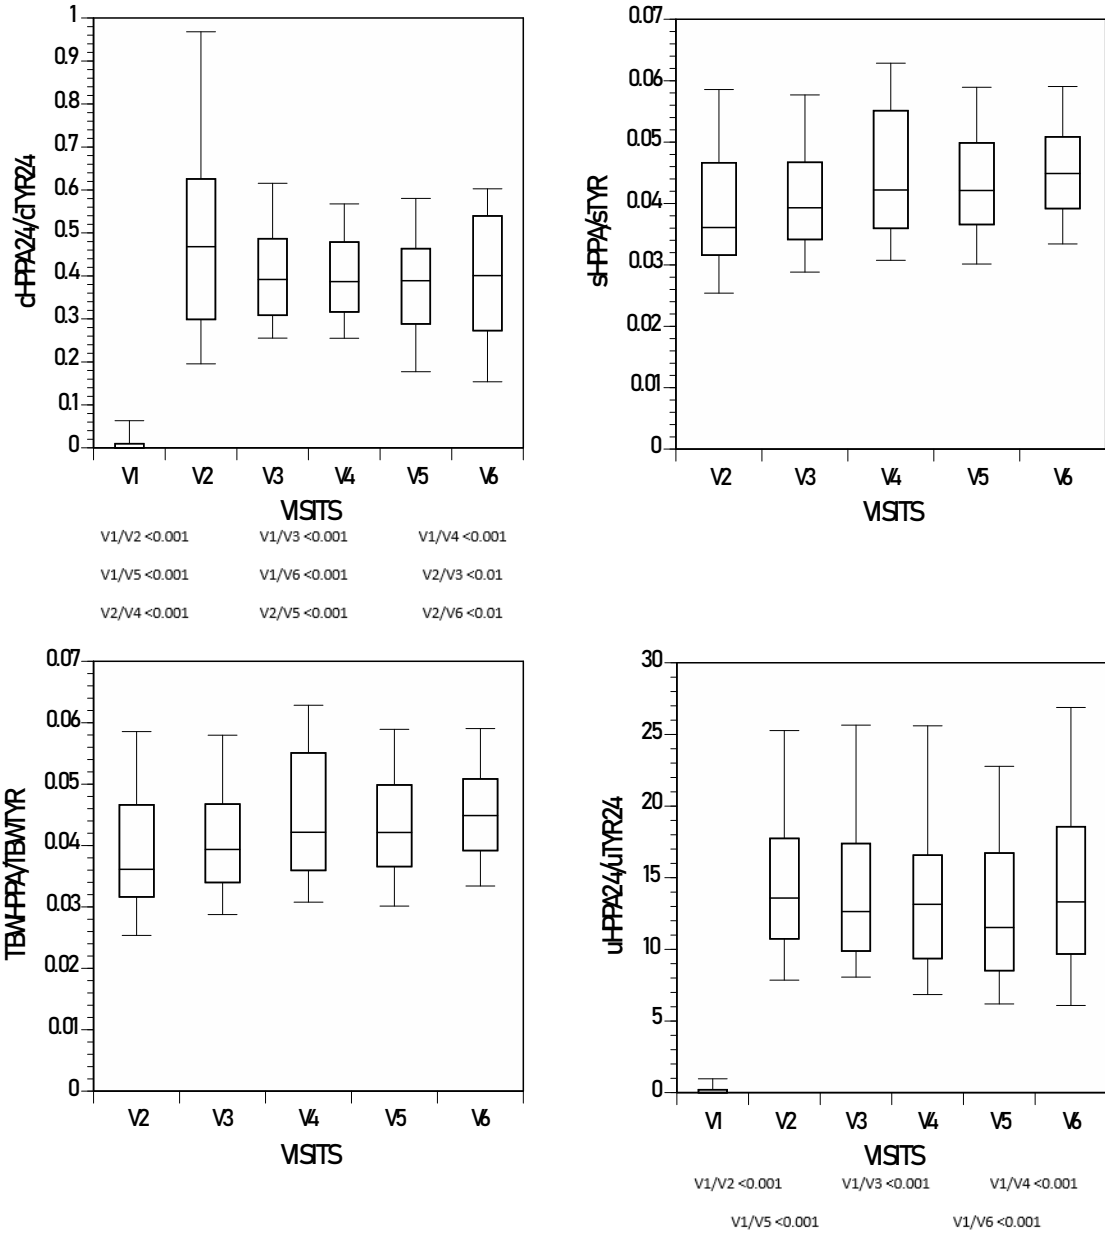 1
0.9
0.8
0.7
0.6
0.5
0.4
0.3
0.2
0.1
0
cHPPA24/cTYR24
V1 V2 V3 V4 V5 V6
VISITS
V1/V2 <0.001 V1/V3 <0.001 V1/V4 <0.001
V1/V5 <0.001 V1/V6 <0.001 V2/V3 <0.01
V2/V4 <0.001 V2/V5 <0.001 V2/V6 <0.01
0.07
0.06
0.05
0.04
0.03
0.02
0.01
0
sHPPA/sTYR
V2 V3 V4 V5 V6
VISITS
0.07
0.06
0.05
0.04
0.03
0.02
0.01
0
TBWHPPA/TBWTYR
V2 V3 V4 V5 V6
VISITS
30
25
20
15
10
5
0
uHPPA24/uTYR24
V1 V2 V3 V4 V5 V6
VISITS
V1/V2 <0.001 V1/V3 <0.001 V1/V4 <0.001
V1/V5 <0.001 V1/V6 <0.001